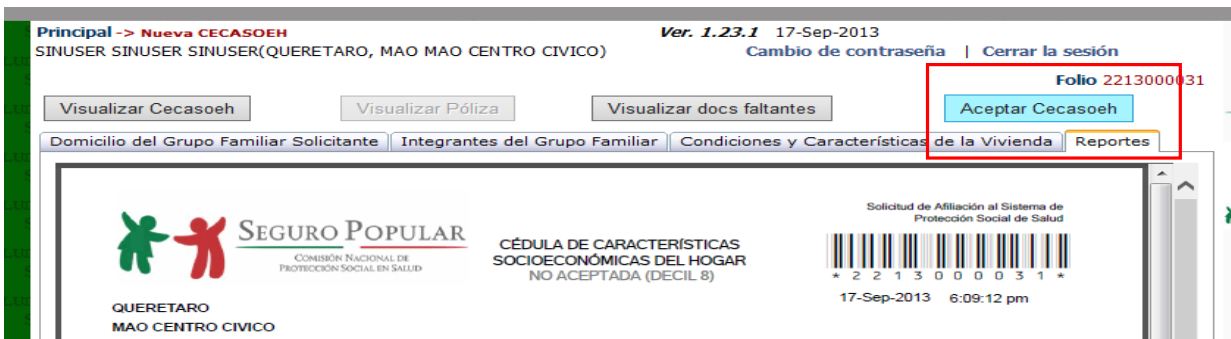 Principal -> Nueva CECASOEH
Ver. 1.23.1 17-Sep-2013
SINUSER SINUSER SINUSER(QUERETARO, MAO MAO CENTRO CIVICO)
Cambio de contraseña | Cerrar la sesión
Folio 2213000031
Visualizar Cecasoeh
Visualizar Póliza
Visualizar docs faltantes
Aceptar Cecasoeh
Domicilio del Grupo Familiar Solicitante
Integrantes del Grupo Familiar
Condiciones y Características de la Vivienda
Reportes
SEGURO POPULAR
COMISIÓN NACIONAL DE
PROTECCIÓN SOCIAL EN SALUD
CÉDULA DE CARACTERÍSTICAS
SOCIOECONÓMICAS DEL HOGAR
NO ACEPTADA (DECIL 8)
Solicitud de Afiliación al Sistema de
Protección Social de Salud
* 2 2 1 3 0 0 0 0 3 1 *
17-Sep-2013 6:09:12 pm
QUERETARO
MAO CENTRO CIVICO